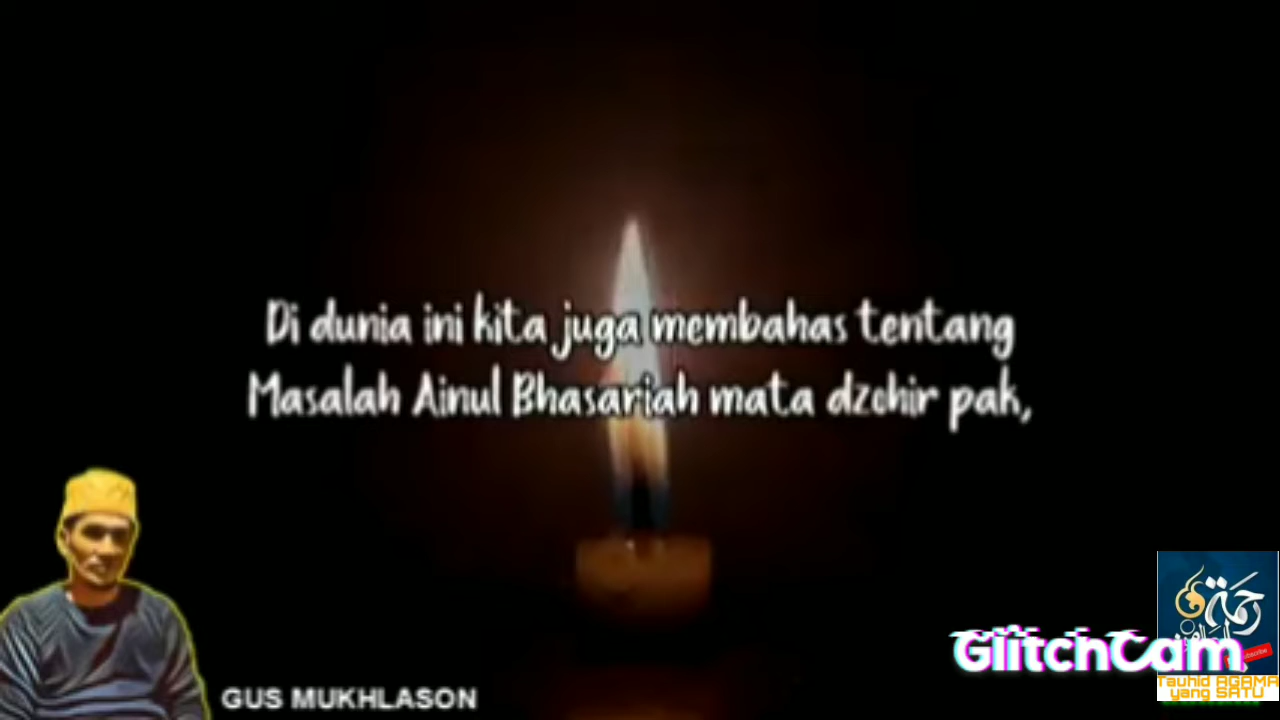 Di dunia ini kita juga membahas tentang
Masalah Ainul Bhasariah mata dzohir pak,
GUS MUKHLASON
GlitchCam
Tauhid AGAMA
yang SATU